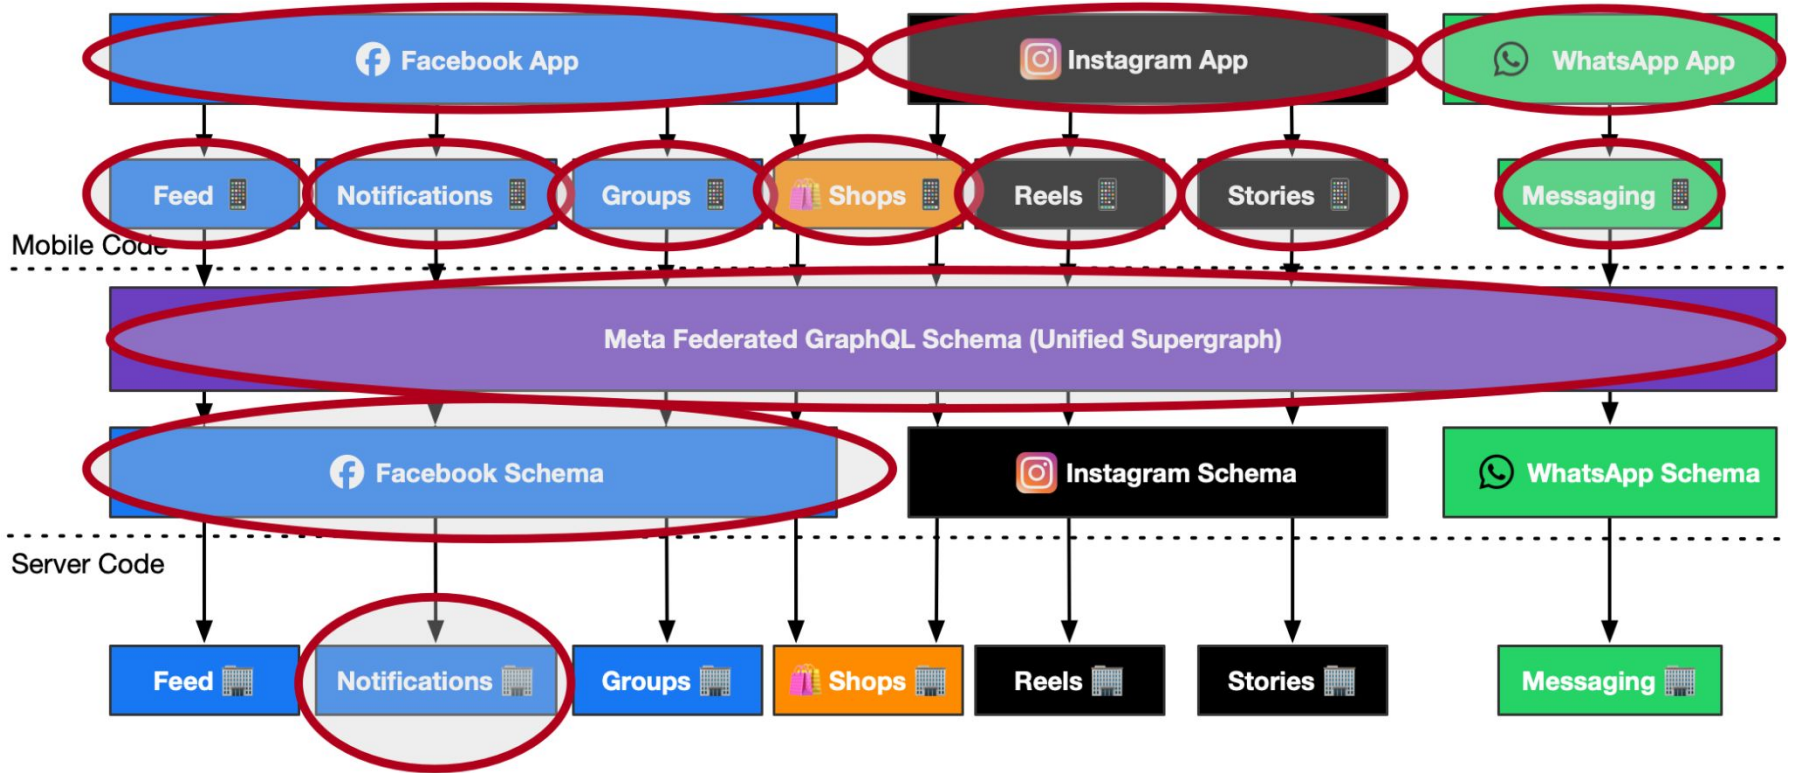 Facebook App
Instagram App
WhatsApp App
Feed
Notifications
Groups
Shops
Reels
Stories
Messaging
Mobile Code
Meta Federated GraphQL Schema (Unified Supergraph)
Facebook Schema
Instagram Schema
WhatsApp Schema
Server Code
Feed
Notifications
Groups
Shops
Reels
Stories
Messaging